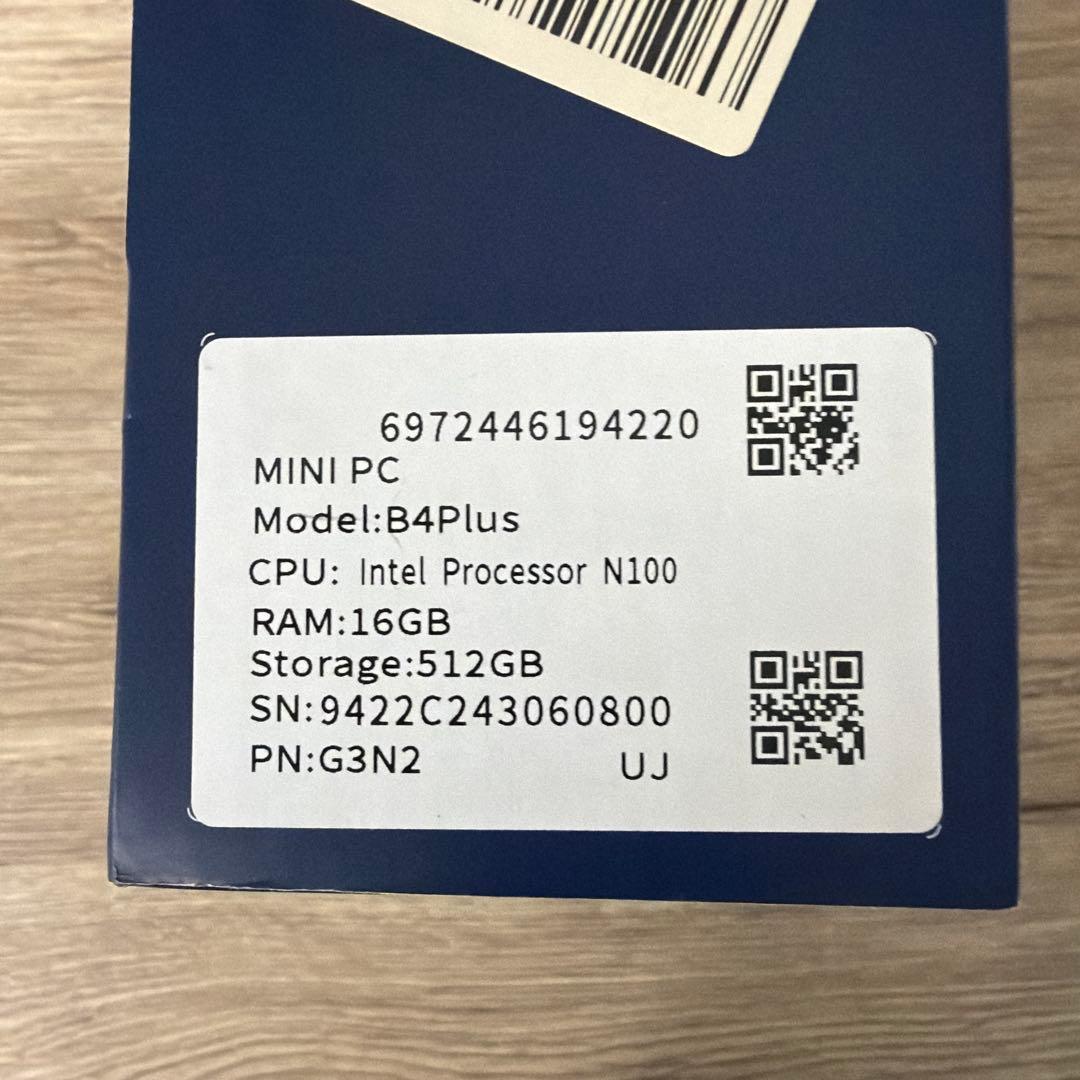 6972446194220
MINI PC
Model:B4Plus
CPU: Intel Processor N100
RAM:16GB
Storage:512GB
SN:9422C243060800
PN:G3N2 UJ